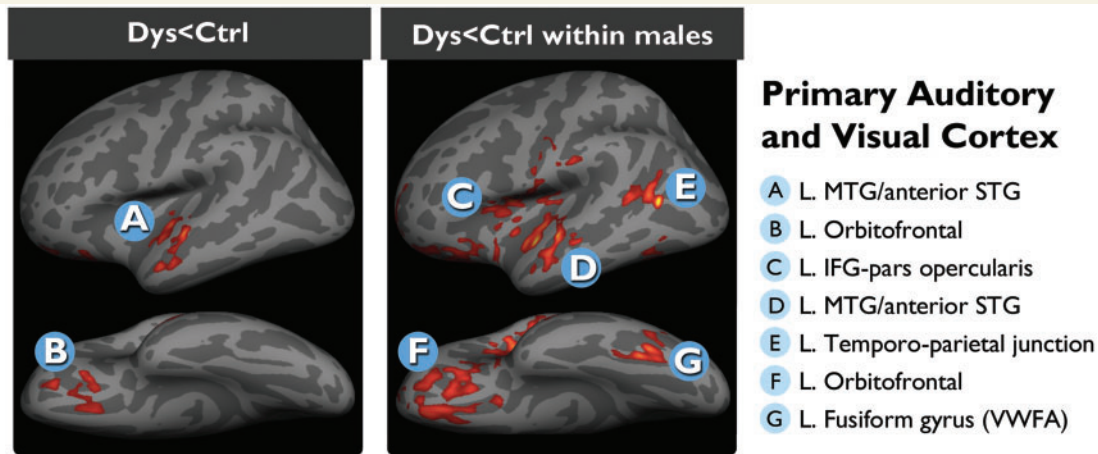 Dys<Ctrl
Dys<Ctrl within males
A
B
C
D
E
F
G
Primary Auditory
and Visual Cortex
A L. MTG/anterior STG
B L. Orbitofrontal
C L. IFG-pars opercularis
D L. MTG/anterior STG
E L. Temporo-parietal junction
F L. Orbitofrontal
G L. Fusiform gyrus (VWFA)